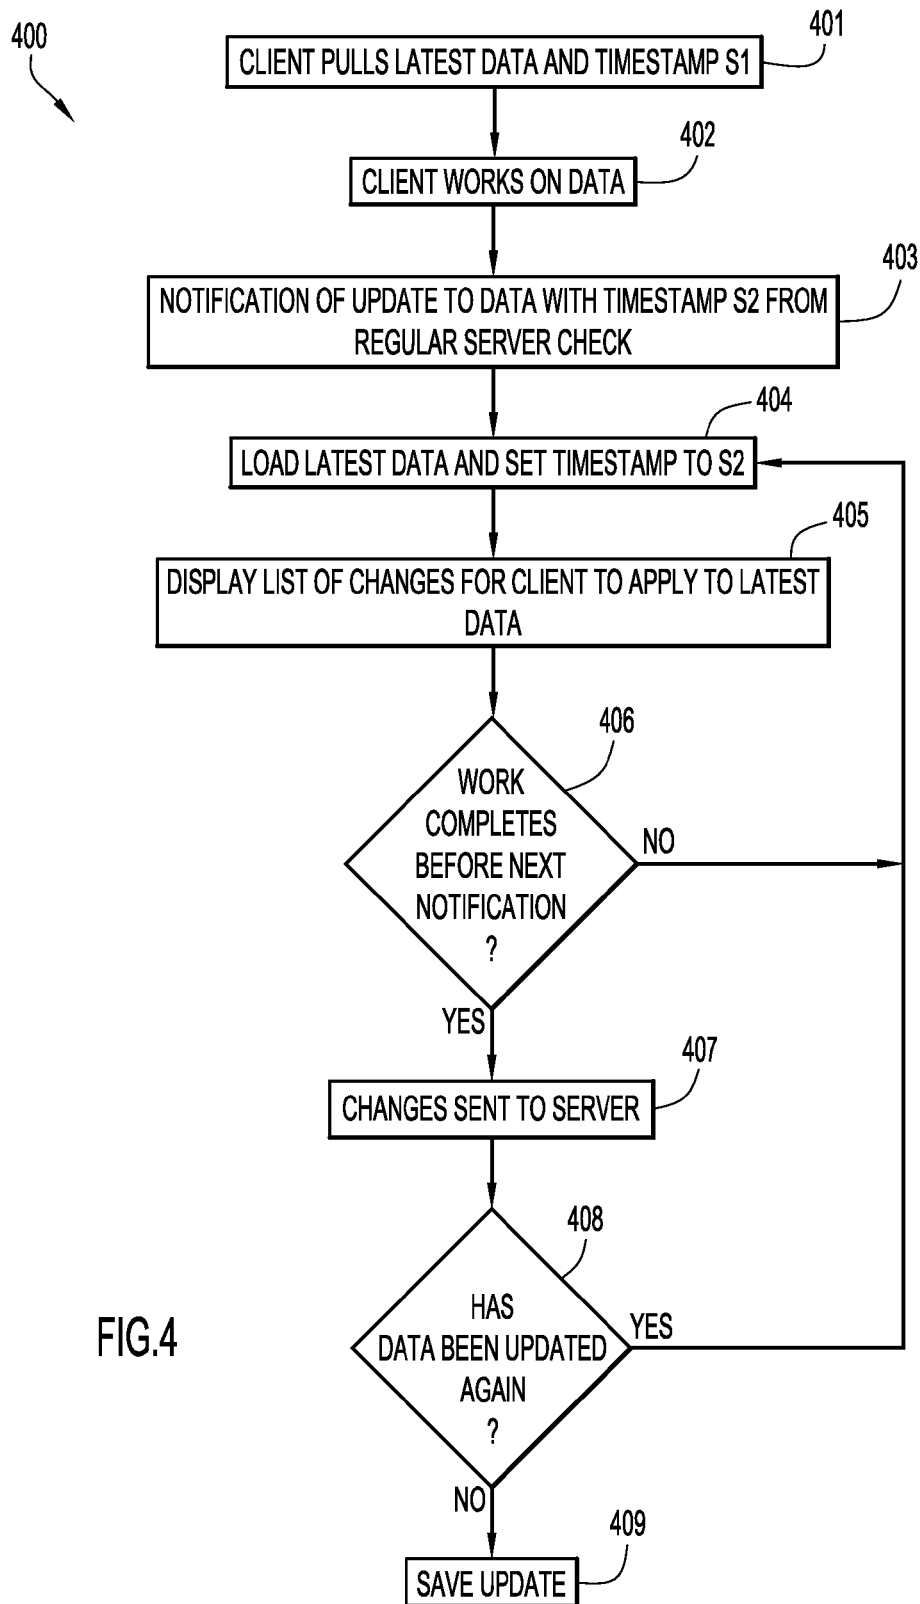 400
401
CLIENT PULLS LATEST DATA AND TIMESTAMP S1
402
CLIENT WORKS ON DATA
403
NOTIFICATION OF UPDATE TO DATA WITH TIMESTAMP S2 FROM
REGULAR SERVER CHECK
404
LOAD LATEST DATA AND SET TIMESTAMP TO S2
405
DISPLAY LIST OF CHANGES FOR CLIENT TO APPLY TO LATEST
DATA
406
WORK
COMPLETES
BEFORE NEXT
NOTIFICATION
?
NO
YES
407
CHANGES SENT TO SERVER
408
HAS
DATA BEEN UPDATED
AGAIN
?
YES
FIG.4
NO
409
SAVE UPDATE